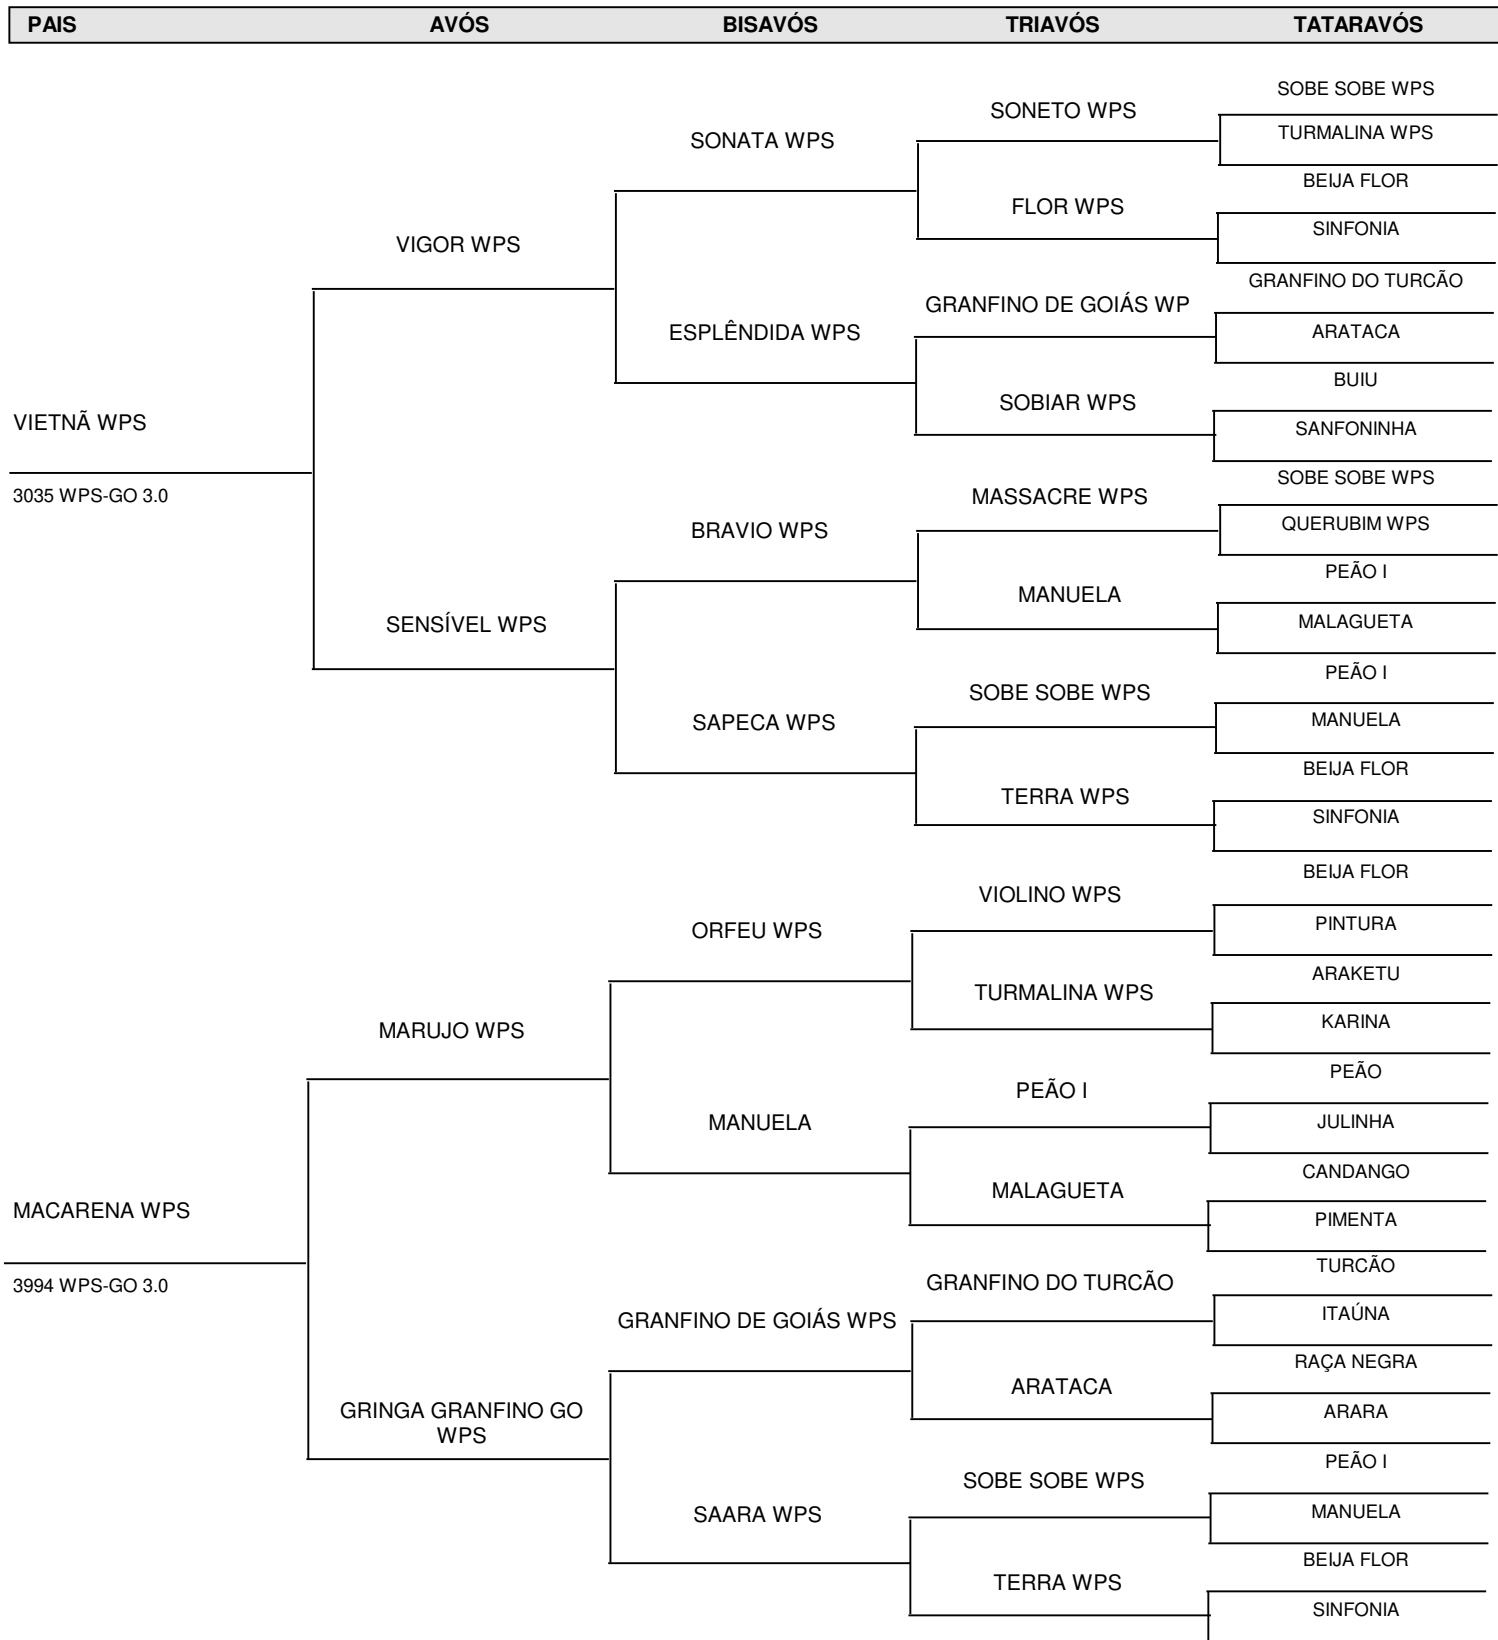 PAIS AVÓS BISAVÓS TRIAVÓS TATARAVÓS
SOBE SOBE WPS
SONETO WPS
TURMALINA WPS
SONATA WPS
BEIJA FLOR
FLOR WPS
SINFONIA
VIGOR WPS
GRANFINO DO TURCÃO
GRANFINO DE GOIÁS WP
ARATACA
ESPLÊNDIDA WPS
BUIU
SOBIAR WPS
SANFONINHA
VIETNÃ WPS
3035 WPS-GO 3.0
SOBE SOBE WPS
MASSACRE WPS
QUERUBIM WPS
BRAVIO WPS
PEÃO I
MANUELA
MALAGUETA
SENSÍVEL WPS
PEÃO I
SOBE SOBE WPS
MANUELA
SAPECA WPS
BEIJA FLOR
TERRA WPS
SINFONIA
BEIJA FLOR
VIOLINO WPS
PINTURA
ORFEU WPS
ARAKETU
TURMALINA WPS
KARINA
MARUJO WPS
PEÃO
PEÃO I
JULINHA
MANUELA
CANDANGO
MALAGUETA
PIMENTA
MACARENA WPS
3994 WPS-GO 3.0
TURCÃO
GRANFINO DO TURCÃO
ITAÚNA
GRANFINO DE GOIÁS WPS
RAÇA NEGRA
ARATACA
ARARA
GRINGA GRANFINO GO
WPS
PEÃO I
SOBE SOBE WPS
MANUELA
SAARA WPS
BEIJA FLOR
TERRA WPS
SINFONIA